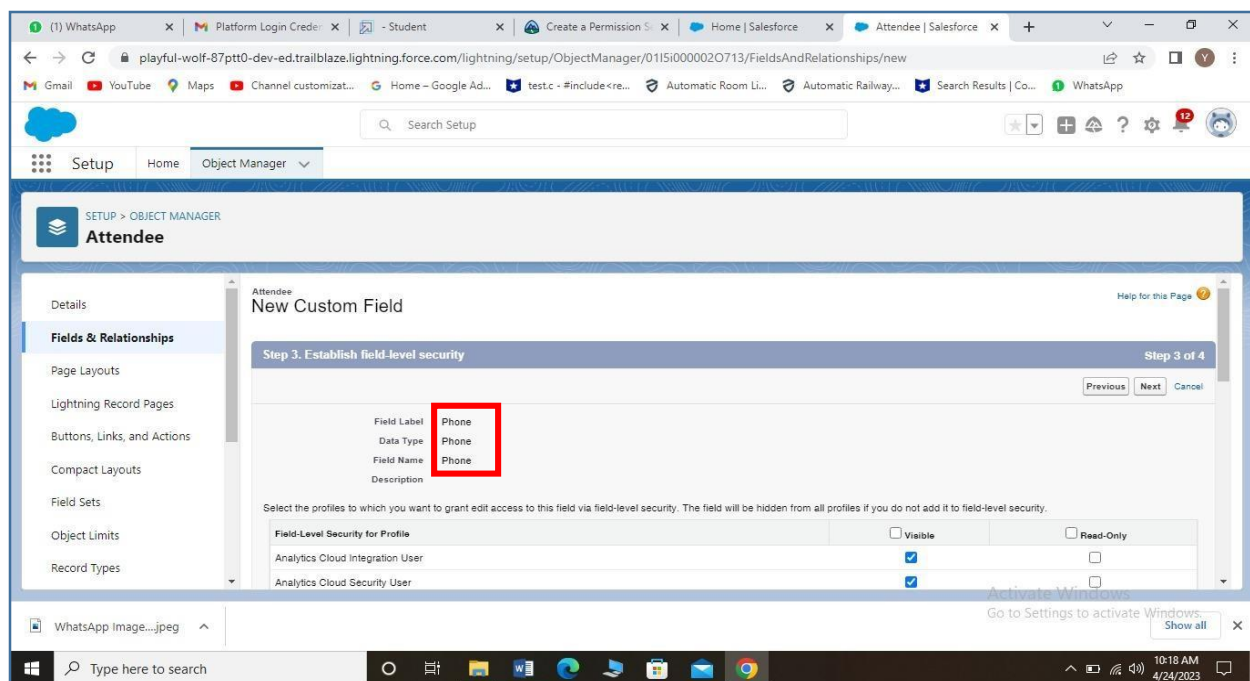 (1) WhatsApp
Platform Login Creden
- Student
Create a Permission S
Home | Salesforce
Attendee | Salesforce
playful-wolf-87ptt0-dev-ed.trailblaze.lightning.force.com/lightning/setup/ObjectManager/01I5i000002O713/FieldsAndRelationships/new
Y
Gmail YouTube Maps Channel customizat... Home – Google Ad... test.c - #include<re... Automatic Room Li... Automatic Railway... Search Results | Co... WhatsApp
Search Setup
12
Setup Home Object Manager
SETUP > OBJECT MANAGER
Attendee
Details
Fields & Relationships
Page Layouts
Lightning Record Pages
Buttons, Links, and Actions
Compact Layouts
Field Sets
Object Limits
Record Types
Attendee
New Custom Field
Help for this Page
Step 3. Establish field-level security Step 3 of 4
Previous Next Cancel
Field Label Phone
Data Type Phone
Field Name Phone
Description
Select the profiles to which you want to grant edit access to this field via field-level security. The field will be hidden from all profiles if you do not add it to field-level security.
Field-Level Security for Profile Visible Read-Only
Analytics Cloud Integration User
Analytics Cloud Security User
Activate Windows
Go to Settings to activate Windows.
WhatsApp Image....jpeg
Show all
Type here to search
10:18 AM
4/24/2023